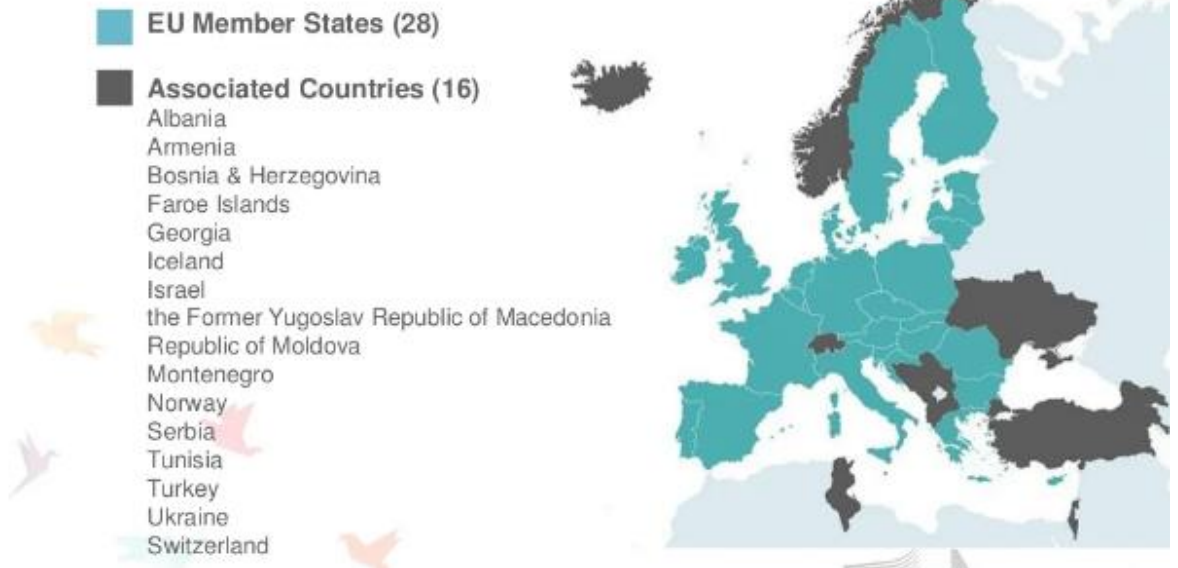 EU Member States (28)
Associated Countries (16)
Albania
Armenia
Bosnia & Herzegovina
Faroe Islands
Georgia
Iceland
Israel
the Former Yugoslav Republic of Macedonia
Republic of Moldova
Montenegro
Norway
Serbia
Tunisia
Turkey
Ukraine
Switzerland